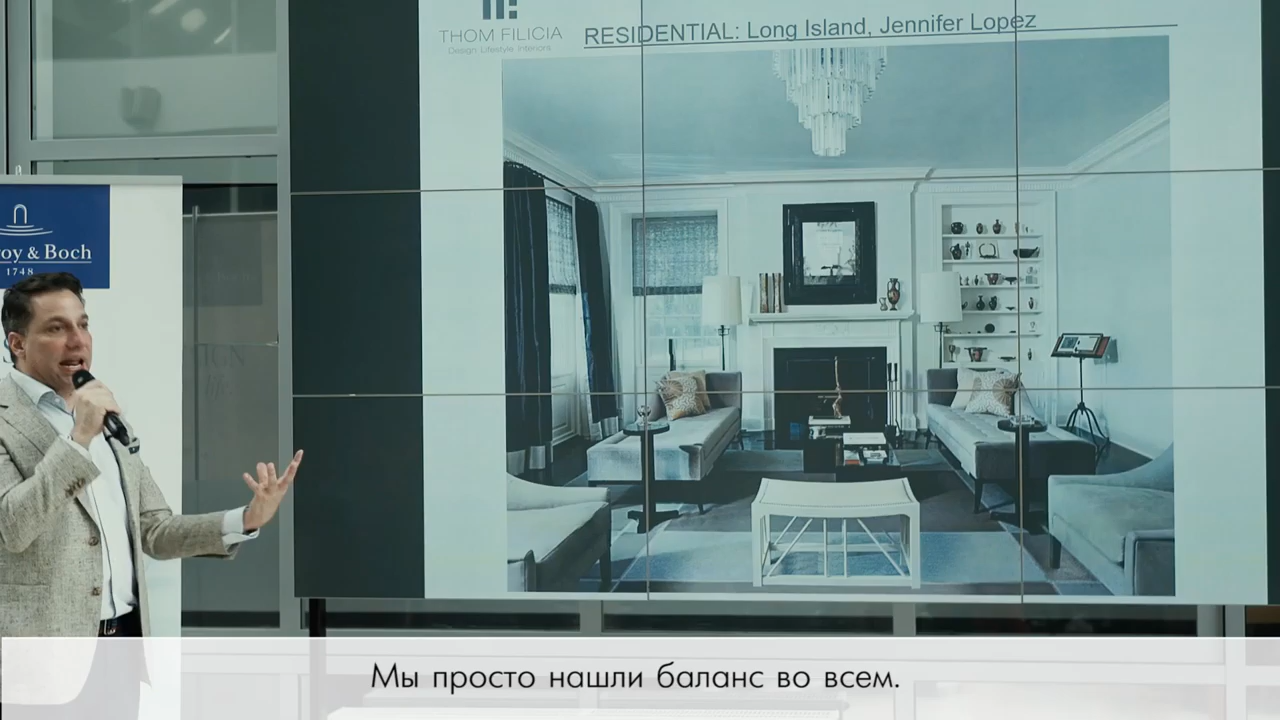 THOM FILICIA
Design Lifestyle Interiors
RESIDENTIAL: Long Island, Jennifer Lopez
oy & Boch
1748
Мы просто нашли баланс во всем.